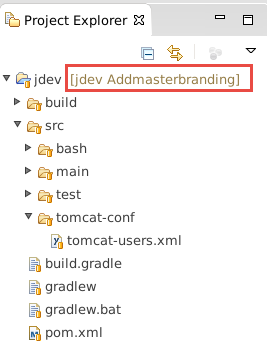 Project Explorer
jdev [jdev Addmasterbranding]
build
src
bash
main
test
tomcat-conf
tomcat-users.xml
build.gradle
gradlew
gradlew.bat
pom.xml